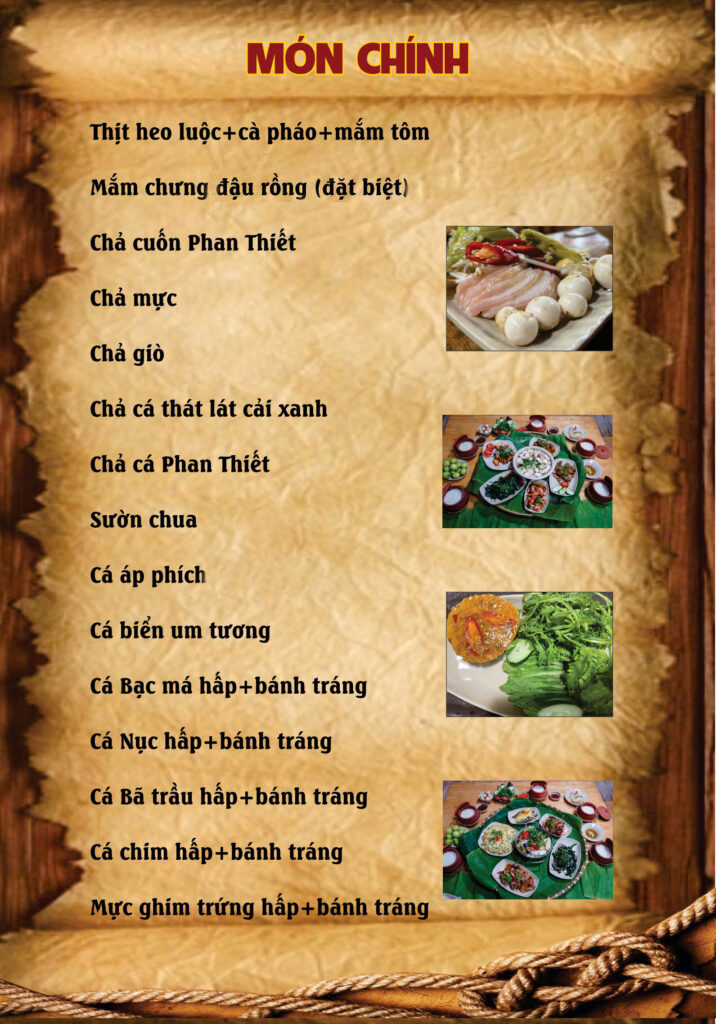 MÓN CHÍNH
Thịt heo luộc+cà pháo+mắm tôm
Mắm chưng đậu rồng (đặt biệt)
Chả cuốn Phan Thiết
Chả mực
Chả giò
Chả cá thát lát cải xanh
Chả cá Phan Thiết
Sườn chua
Cá áp phích
Cá biển um tương
Cá Bạc má hấp+bánh tráng
Cá Nục hấp+bánh tráng
Cá Bã trầu hấp+bánh tráng
Cá chim hấp+bánh tráng
Mực ghim trứng hấp+bánh tráng